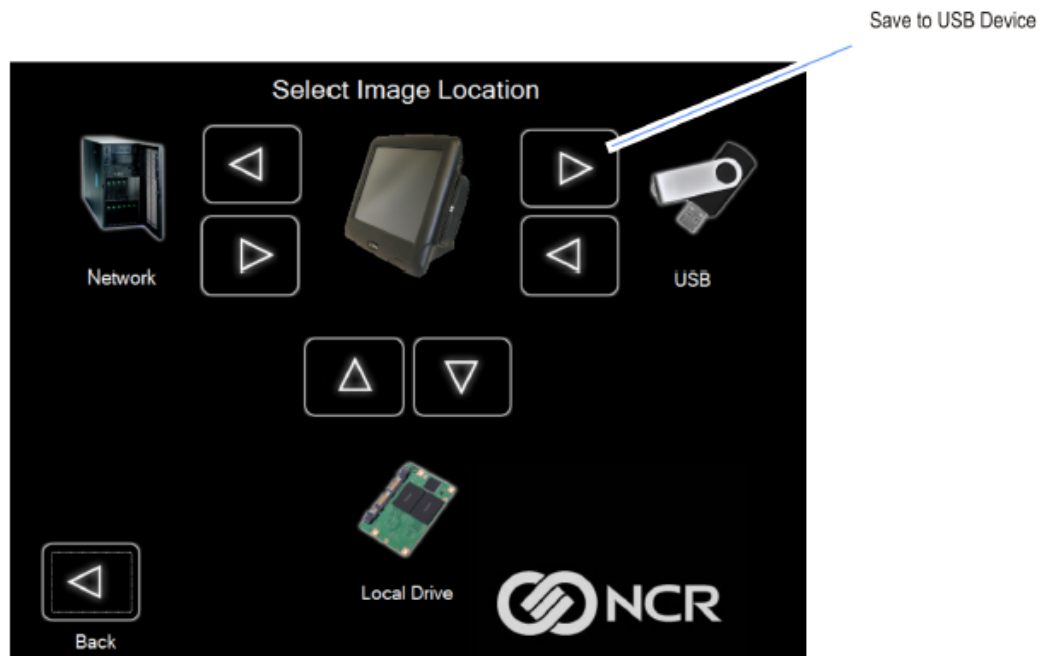 Save to USB Device
Select Image Location
Network
USB
Local Drive
NCR
Back